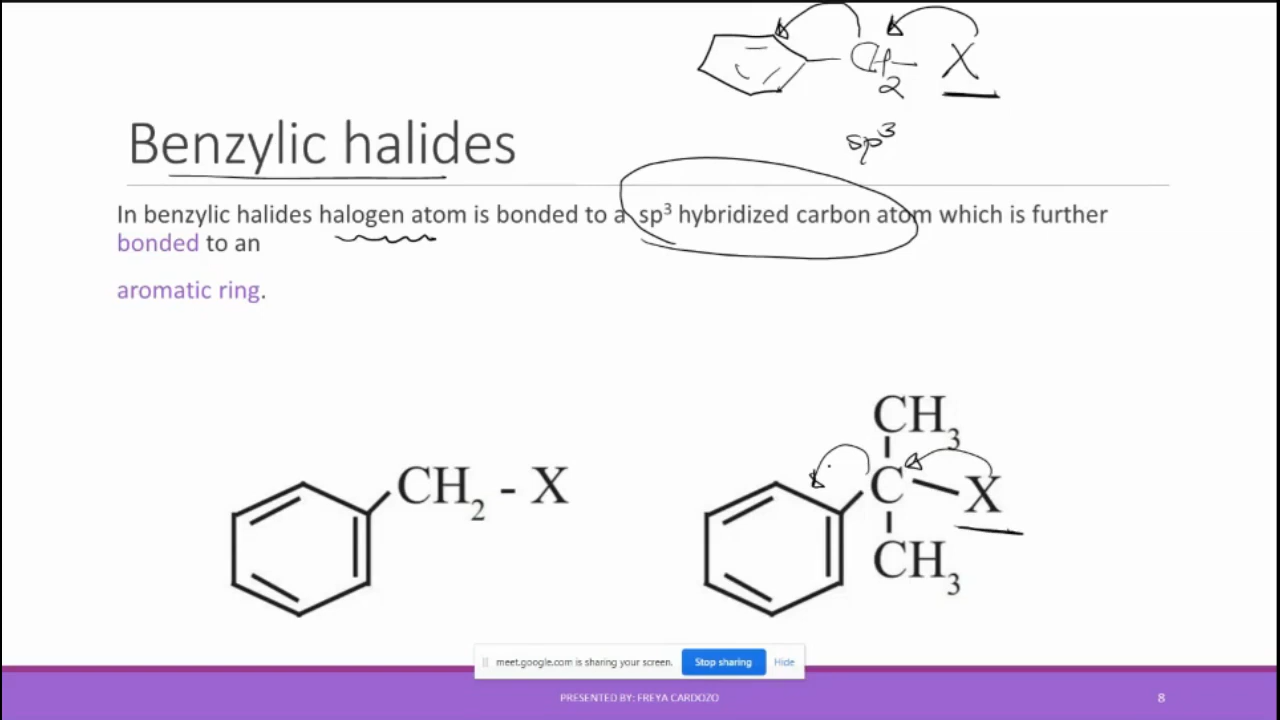 CH2 - X
sp3
Benzylic halides
In benzylic halides halogen atom is bonded to a sp³ hybridized carbon atom which is further
bonded to an
aromatic ring.
CH3
CH2 - X
C X
CH3
meet.google.com is sharing your screen. Stop sharing Hide
PRESENTED BY: FREYA CARDOZO 8